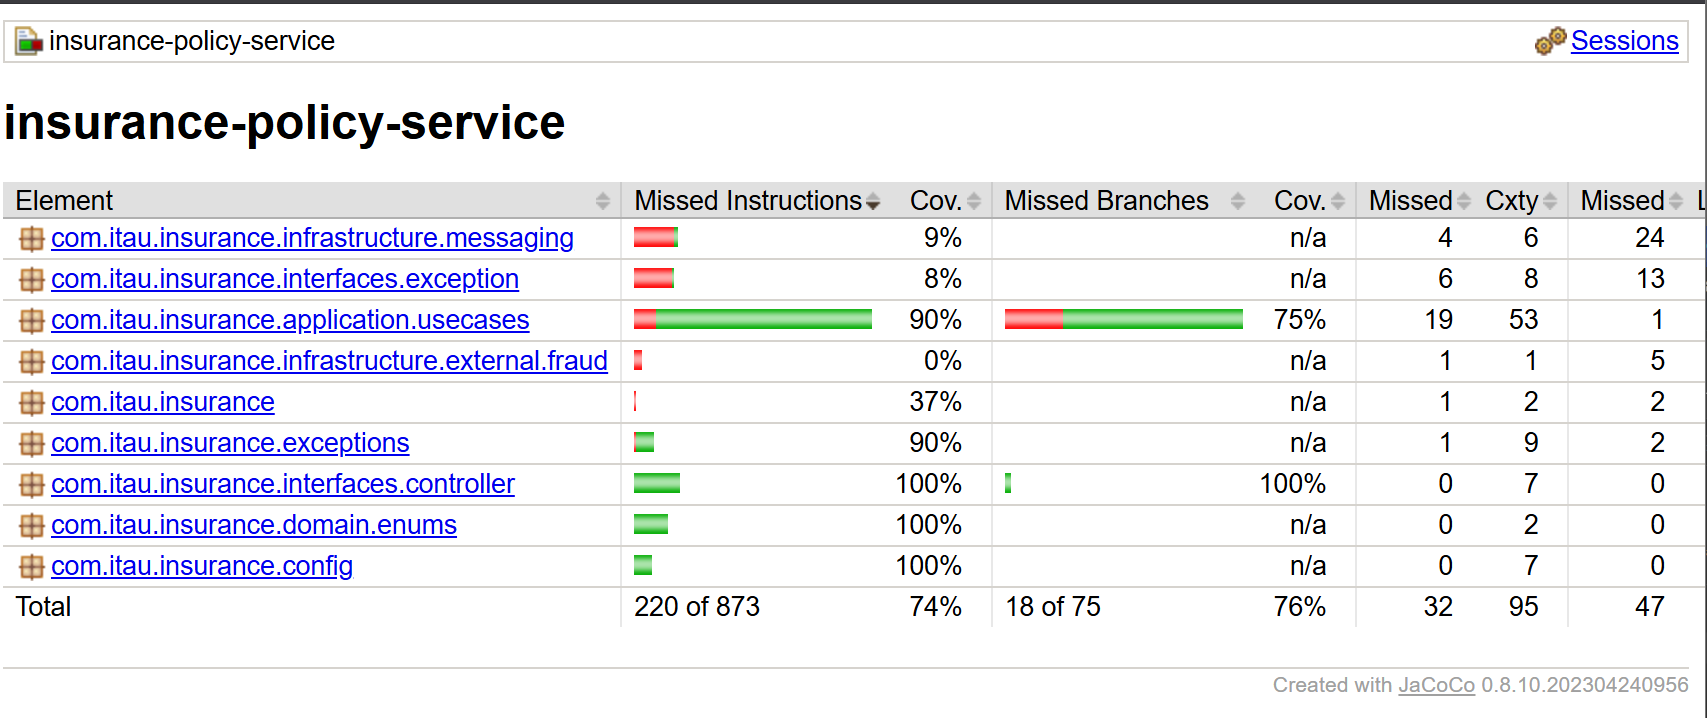 insurance-policy-service Sessions
insurance-policy-service
Element Missed Instructions Cov. Missed Branches Cov. Missed Cxty Missed L
com.itau.insurance.infrastructure.messaging 9% n/a 4 6 24
com.itau.insurance.interfaces.exception 8% n/a 6 8 13
com.itau.insurance.application.usecases 90% 75% 19 53 1
com.itau.insurance.infrastructure.external.fraud 0% n/a 1 1 5
com.itau.insurance 37% n/a 1 2 2
com.itau.insurance.exceptions 90% n/a 1 9 2
com.itau.insurance.interfaces.controller 100% 100% 0 7 0
com.itau.insurance.domain.enums 100% n/a 0 2 0
com.itau.insurance.config 100% n/a 0 7 0
Total 220 of 873 74% 18 of 75 76% 32 95 47
Created with JaCoCo 0.8.10.202304240956